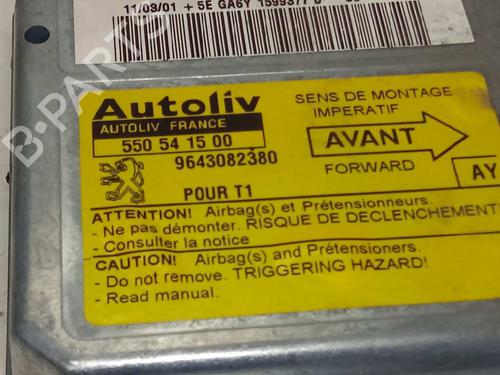 11/03/01 + 5E GA6Y 1599377
Autoliv
AUTOLIV FRANCE
550 54 15 00
9643082380
POUR T1
SENS DE MONTAGE
IMPERATIF
AVANT
FORWARD
AY
ATTENTION! Airbag(s) et Prétensionneurs.
- Ne pas démonter. RISQUE DE DECLENCHEMENT
- Consulter la notice
CAUTION! Airbag(s) and Pretensioners.
- Do not remove. TRIGGERING HAZARD!
- Read manual.
B-PARTS